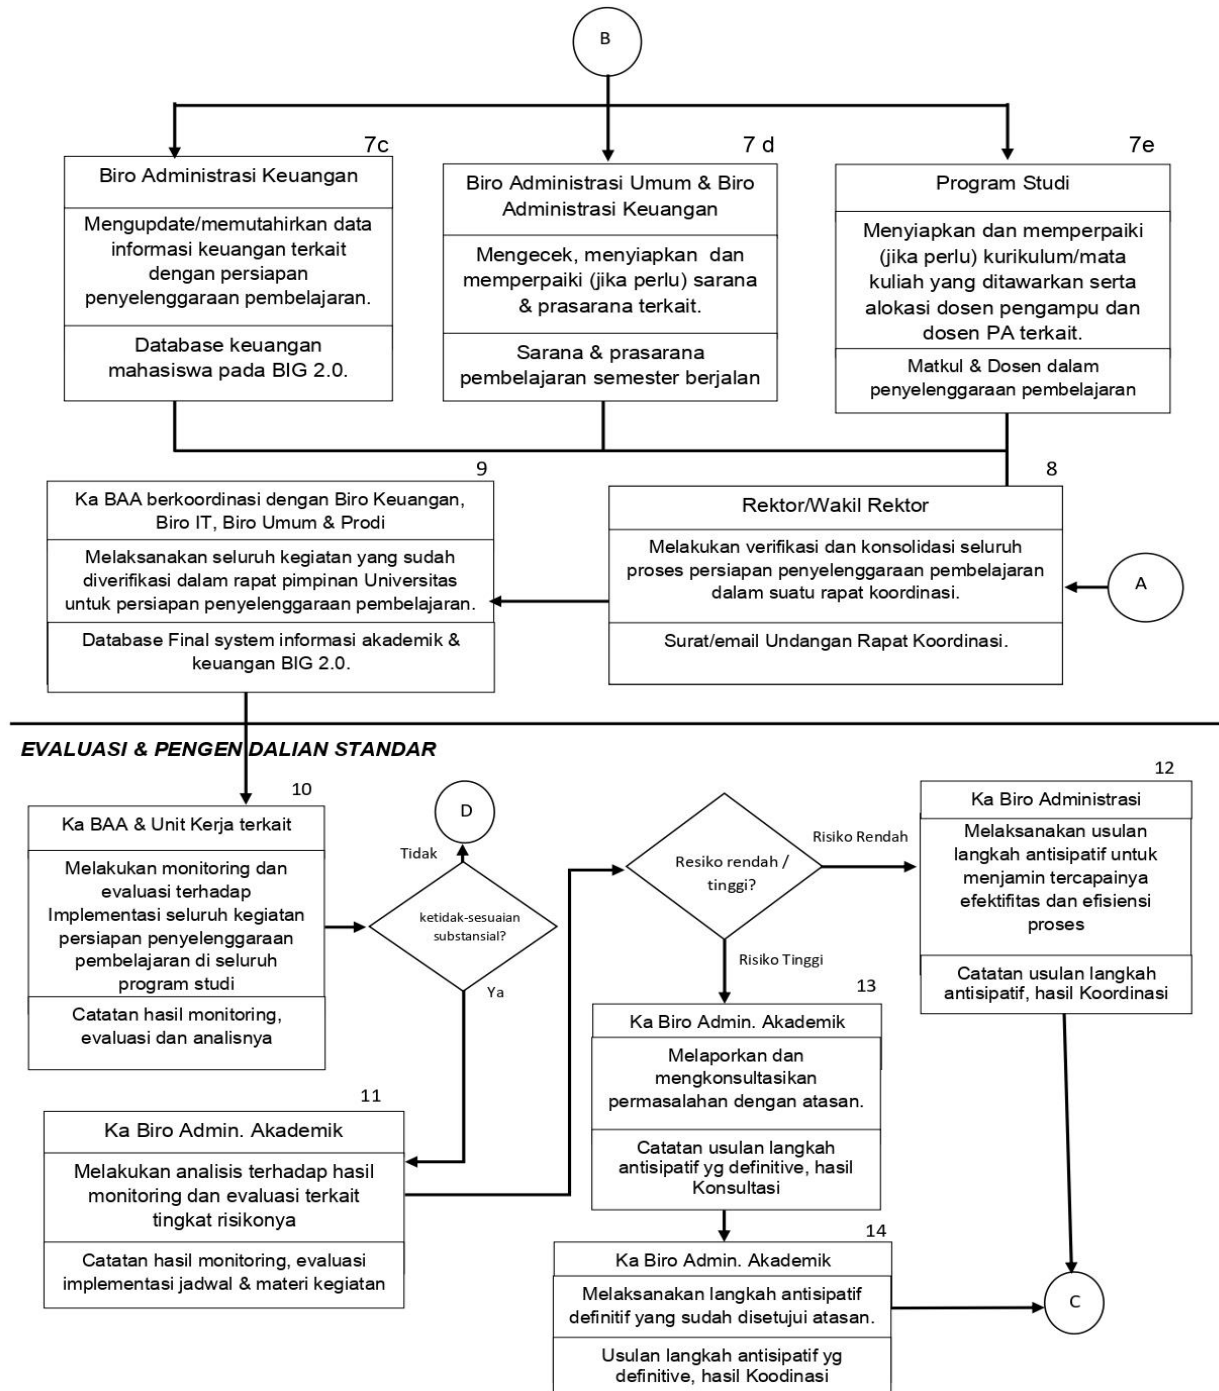 B
7c
Biro Administrasi Keuangan
Mengupdate/memutahirkan data
informasi keuangan terkait
dengan persiapan
penyelenggaraan pembelajaran.
Database keuangan
mahasiswa pada BIG 2.0.
7 d
Biro Administrasi Umum & Biro
Administrasi Keuangan
Mengecek, menyiapkan dan
memperpaiki (jika perlu) sarana
& prasarana terkait.
Sarana & prasarana
pembelajaran semester berjalan
7e
Program Studi
Menyiapkan dan memperpaiki
(jika perlu) kurikulum/mata
kuliah yang ditawarkan serta
alokasi dosen pengampu dan
dosen PA terkait.
Matkul & Dosen dalam
penyelenggaraan pembelajaran
8
Rektor/Wakil Rektor
Melakukan verifikasi dan konsolidasi seluruh
proses persiapan penyelenggaraan pembelajaran
dalam suatu rapat koordinasi.
Surat/email Undangan Rapat Koordinasi.
A
9
Ka BAA berkoordinasi dengan Biro Keuangan,
Biro IT, Biro Umum & Prodi
Melaksanakan seluruh kegiatan yang sudah
diverifikasi dalam rapat pimpinan Universitas
untuk persiapan penyelenggaraan pembelajaran.
Database Final system informasi akademik &
keuangan BIG 2.0.
EVALUASI & PENGENDALIAN STANDAR
10
Ka BAA & Unit Kerja terkait
Melakukan monitoring dan
evaluasi terhadap
Implementasi seluruh kegiatan
persiapan penyelenggaraan
pembelajaran di seluruh
program studi
Catatan hasil monitoring,
evaluasi dan analisnya
D
Tidak
ketidak-sesuaian
substansial?
Ya
11
Ka Biro Admin. Akademik
Melakukan analisis terhadap hasil
monitoring dan evaluasi terkait
tingkat risikonya
Catatan hasil monitoring, evaluasi
implementasi jadwal & materi kegiatan
Resiko rendah /
tinggi?
Risiko Rendah
Risiko Tinggi
12
Ka Biro Administrasi
Melaksanakan usulan
langkah antisipatif untuk
menjamin tercapainya
efektifitas dan efisiensi
proses
Catatan usulan langkah
antisipatif, hasil Koordinasi
13
Ka Biro Admin. Akademik
Melaporkan dan
mengkonsultasikan
permasalahan dengan atasan.
Catatan usulan langkah
antisipatif yg definitive, hasil
Konsultasi
14
Ka Biro Admin. Akademik
Melaksanakan langkah antisipatif
definitif yang sudah disetujui atasan.
Usulan langkah antisipatif yg
definitive, hasil Koodinasi
C